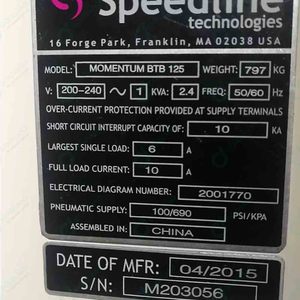 Speedline
technologies
16 Forge Park, Franklin, MA 02038 USA
MODEL: MOMENTUM BTB 125 WEIGHT: 797 KG
V: 200-240 ~ 1 KVA: 2.4 FREQ: 50/60 Hz
OVER-CURRENT PROTECTION PROVIDED AT SUPPLY TERMINALS
SHORT CIRCUIT INTERRUPT CAPACITY OF: 10 KA
LARGEST SINGLE LOAD: 6 A
FULL LOAD CURRENT: 10 A
ELECTRICAL DIAGRAM NUMBER: 2001770
PNEUMATIC SUPPLY: 100/690 PSI/KPA
ASSEMBLED IN: CHINA
DATE OF MFR: 04/2015
S/N: M203056